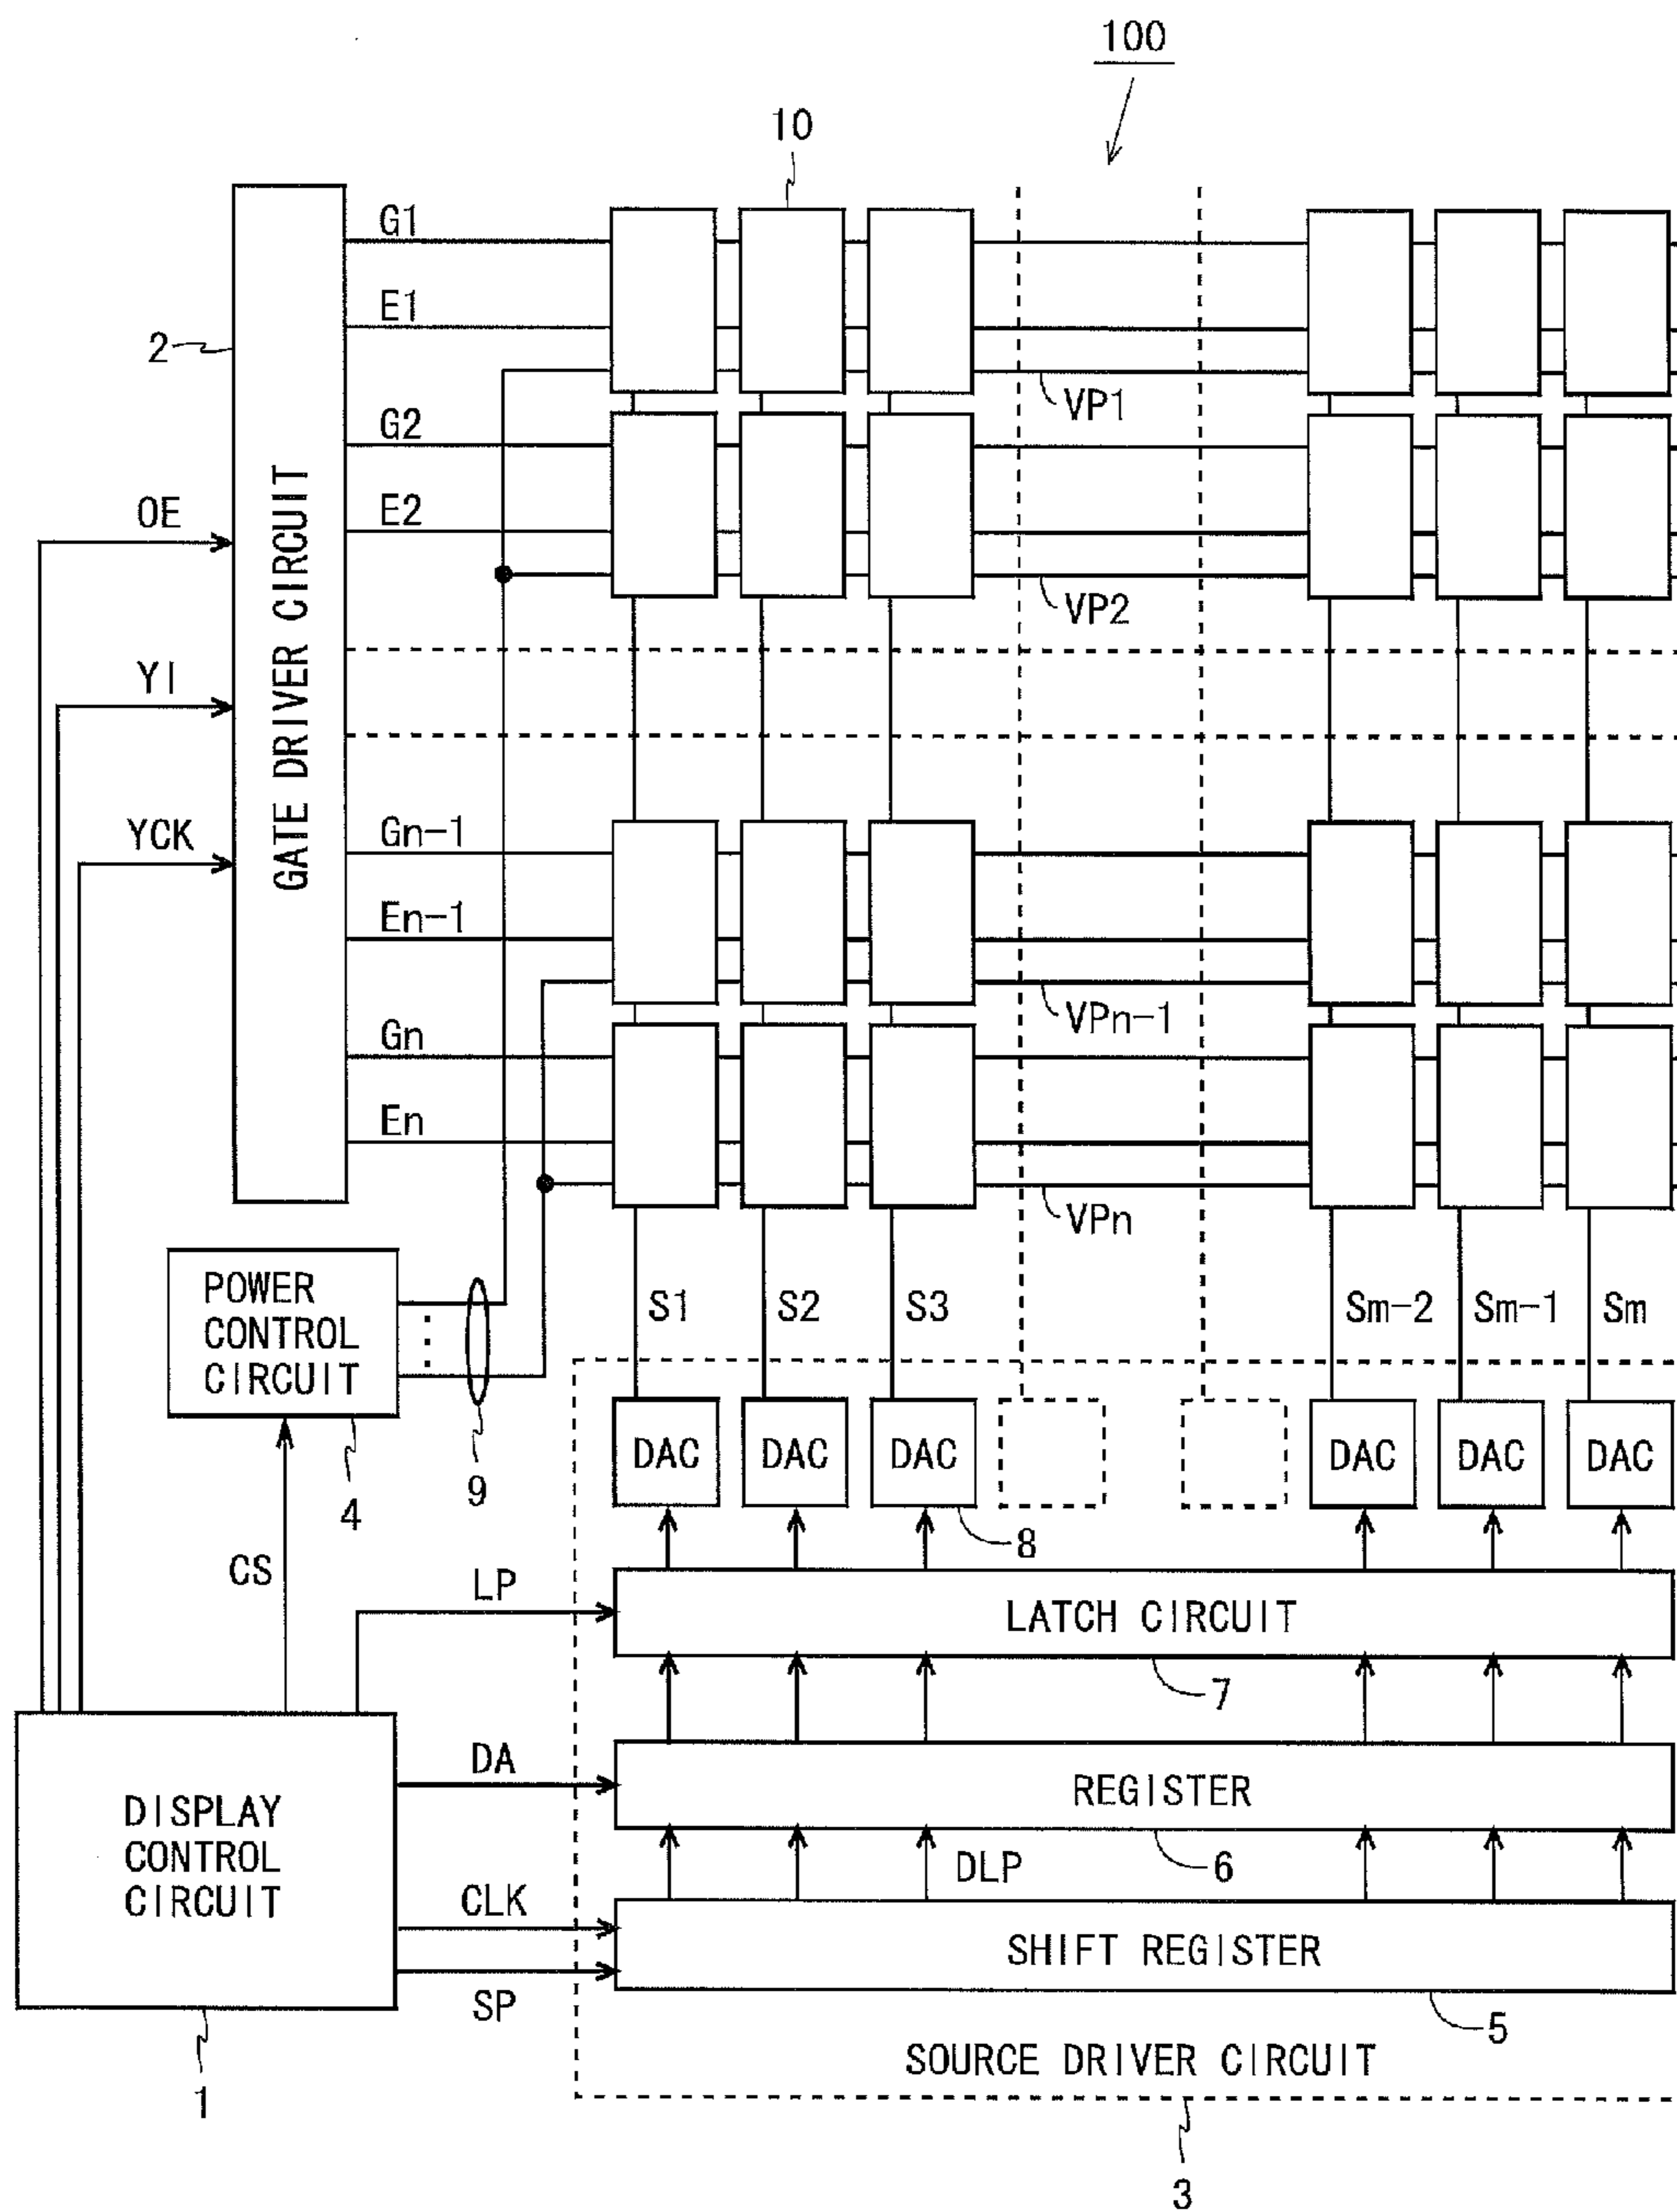 100
10
G1
E1
2
VP1
G2
OE
E2
VP2
GATE DRIVER CIRCUIT
YI
YCK
Gn-1
En-1
VPn-1
Gn
En
VPn
POWER
CONTROL
CIRCUIT
S1
S2
S3
Sm-2
Sm-1
Sm
9
4
DAC
DAC
DAC
DAC
DAC
DAC
8
CS
LP
LATCH CIRCUIT
7
DA
REGISTER
6
DISPLAY
CONTROL
CIRCUIT
DLP
CLK
SHIFT REGISTER
SP
5
SOURCE DRIVER CIRCUIT
1
3